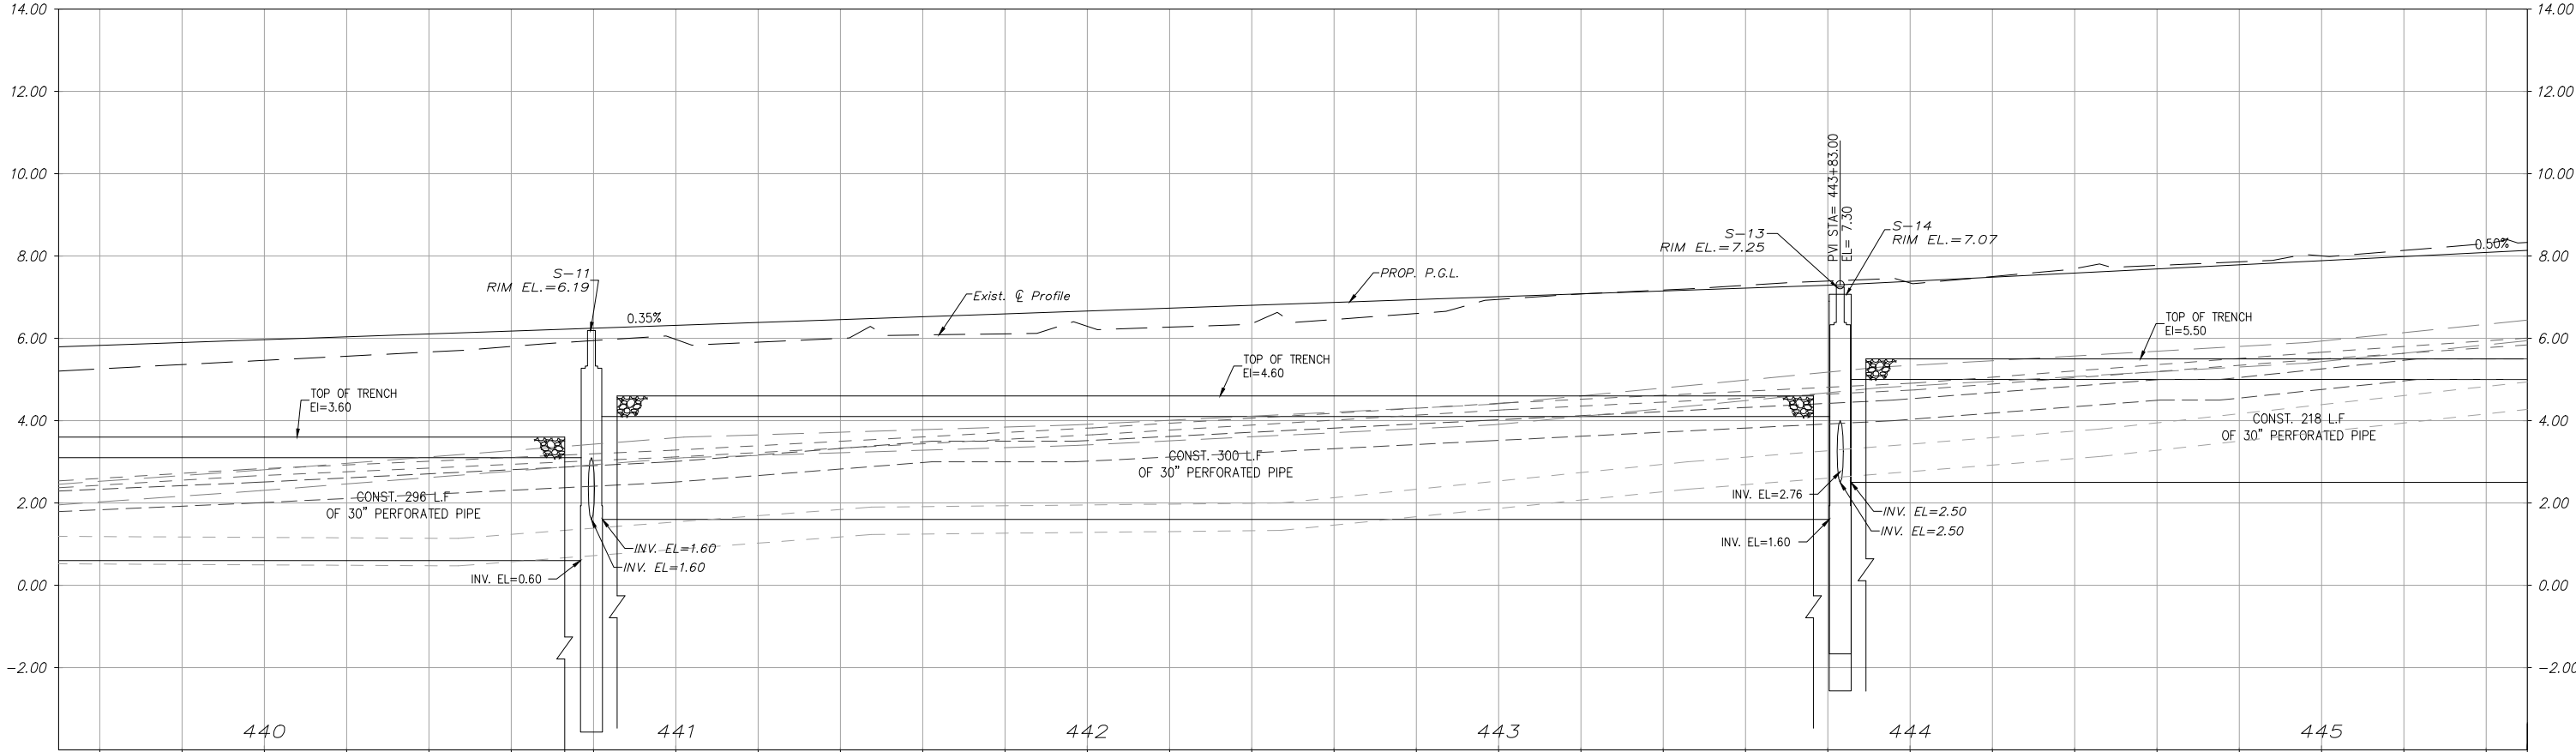 14.00
14.00
12.00
12.00
10.00
10.00
PVI STA= 443+83.00
EL= 7.30
S-13
RIM EL.=7.25
S-14
RIM EL.=7.07
8.00
8.00
0.50%
S-11
RIM EL.=6.19
PROP. P.G.L.
Exist. ℄ Profile
0.35%
TOP OF TRENCH
El=5.50
6.00
6.00
TOP OF TRENCH
El=4.60
TOP OF TRENCH
El=3.60
4.00
4.00
CONST. 218 L.F
OF 30" PERFORATED PIPE
CONST. 300 L.F
OF 30" PERFORATED PIPE
CONST. 296 L.F
OF 30" PERFORATED PIPE
2.00
2.00
INV. EL=2.76
INV. EL=2.50
INV. EL=2.50
INV. EL=1.60
INV. EL=1.60
INV. EL=1.60
INV. EL=0.60
0.00
0.00
-2.00
-2.00
440
441
442
443
444
445